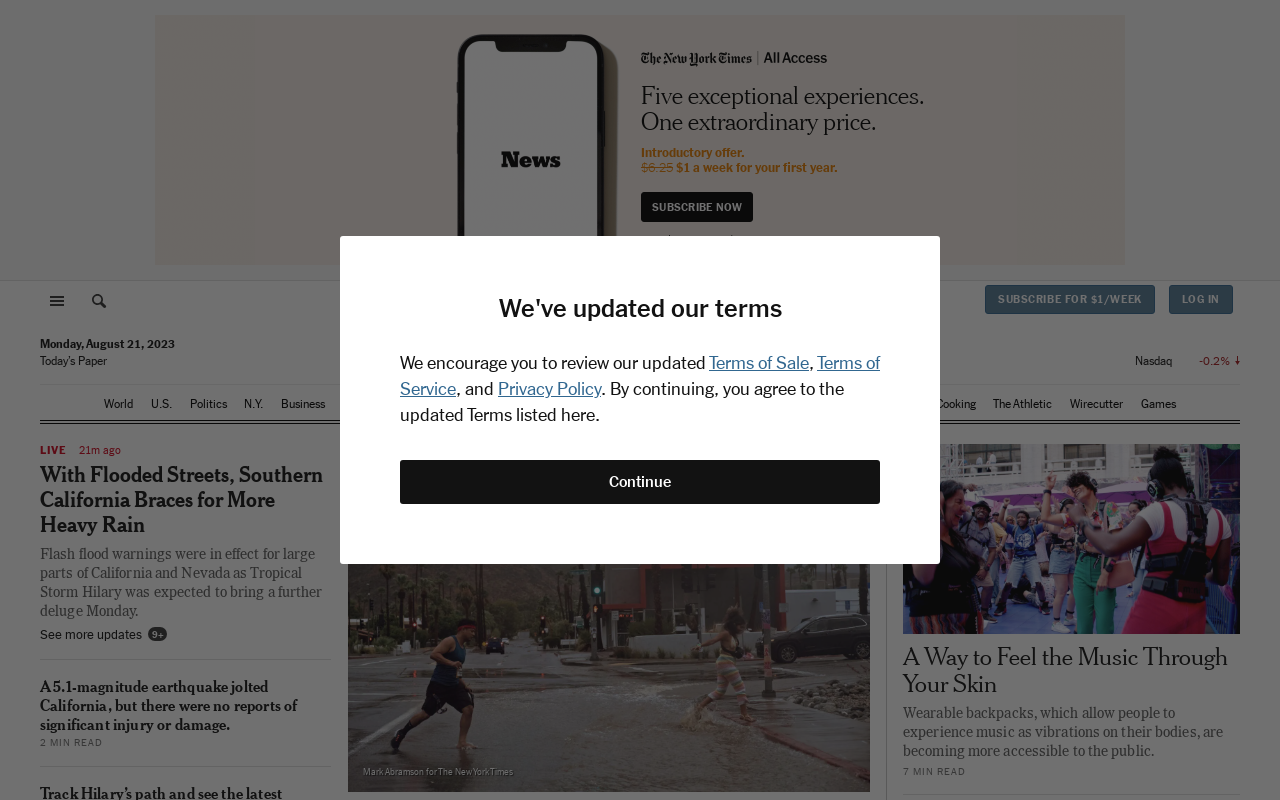 The New York Times | All Access
Five exceptional experiences.
One extraordinary price.
Introductory offer.
$6.25 $1 a week for your first year.
News
SUBSCRIBE NOW
SUBSCRIBE FOR $1/WEEK
LOG IN
Monday, August 21, 2023
Today's Paper
Nasdaq -0.2% ↓
World U.S. Politics N.Y. Business
Cooking The Athletic Wirecutter Games
We've updated our terms
We encourage you to review our updated Terms of Sale, Terms of
Service, and Privacy Policy. By continuing, you agree to the
updated Terms listed here.
Continue
LIVE 21m ago
With Flooded Streets, Southern
California Braces for More
Heavy Rain
Flash flood warnings were in effect for large
parts of California and Nevada as Tropical
Storm Hilary was expected to bring a further
deluge Monday.
See more updates 9+
A 5.1-magnitude earthquake jolted
California, but there were no reports of
significant injury or damage.
2 MIN READ
Track Hilary's path and see the latest
Mark Abramson for The New York Times
A Way to Feel the Music Through
Your Skin
Wearable backpacks, which allow people to
experience music as vibrations on their bodies, are
becoming more accessible to the public.
7 MIN READ